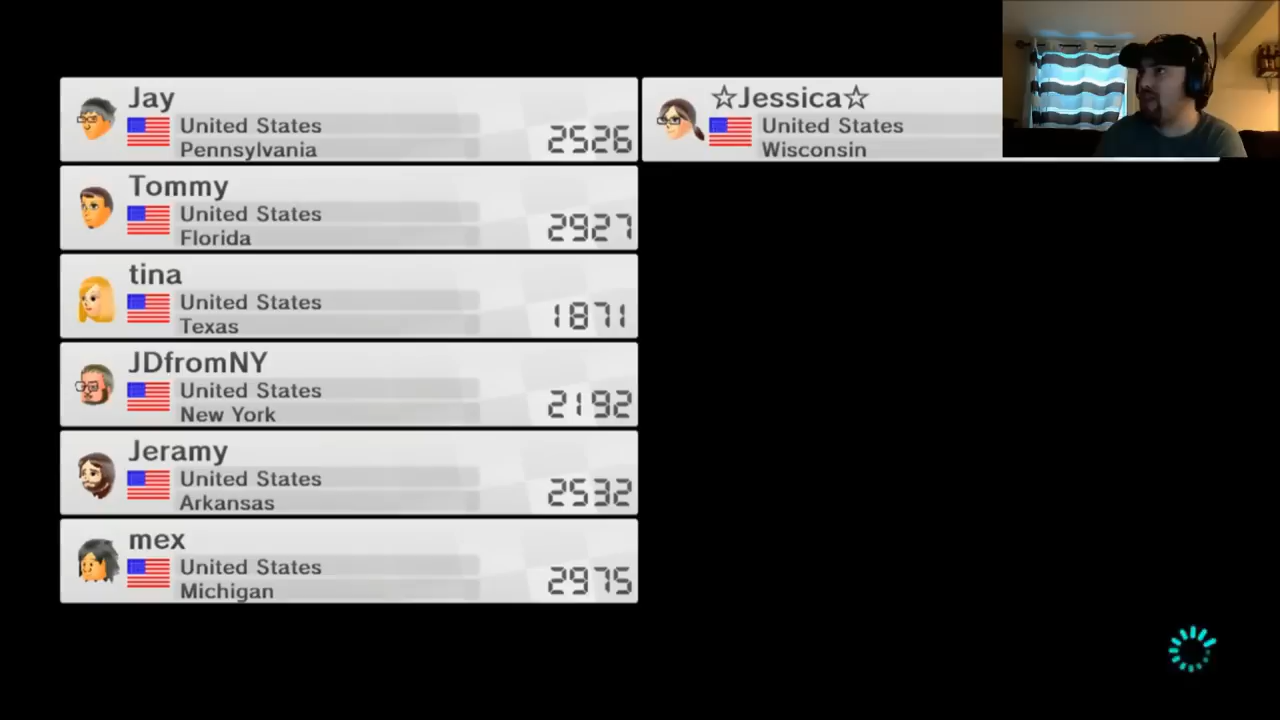 Jay
United States
Pennsylvania
2526
☆Jessica☆
United States
Wisconsin
Tommy
United States
Florida
2927
tina
United States
Texas
1871
JDfromNY
United States
New York
2192
Jeramy
United States
Arkansas
2532
mex
United States
Michigan
2975